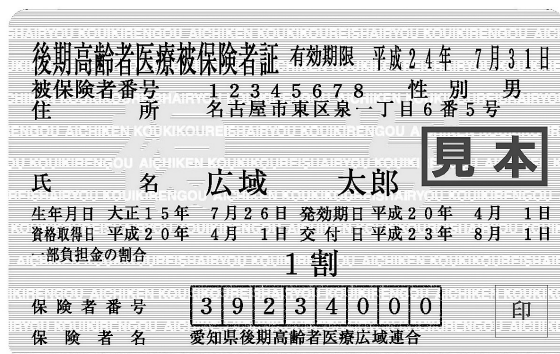 後期高齢者医療被保険者証 有効期限 平成24年 7月31日
被保険者番号 12345678 性別 男
住所 名古屋市東区泉一丁目6番5号
見本
氏名 広域 太郎
生年月日 大正15年 7月26日 発効期日 平成20年 4月 1日
資格取得日 平成20年 4月 1日 交付日 平成23年 8月 1日
一部負担金の割合
1割
保険者番号 39234000 印
保険者名 愛知県後期高齢者医療広域連合